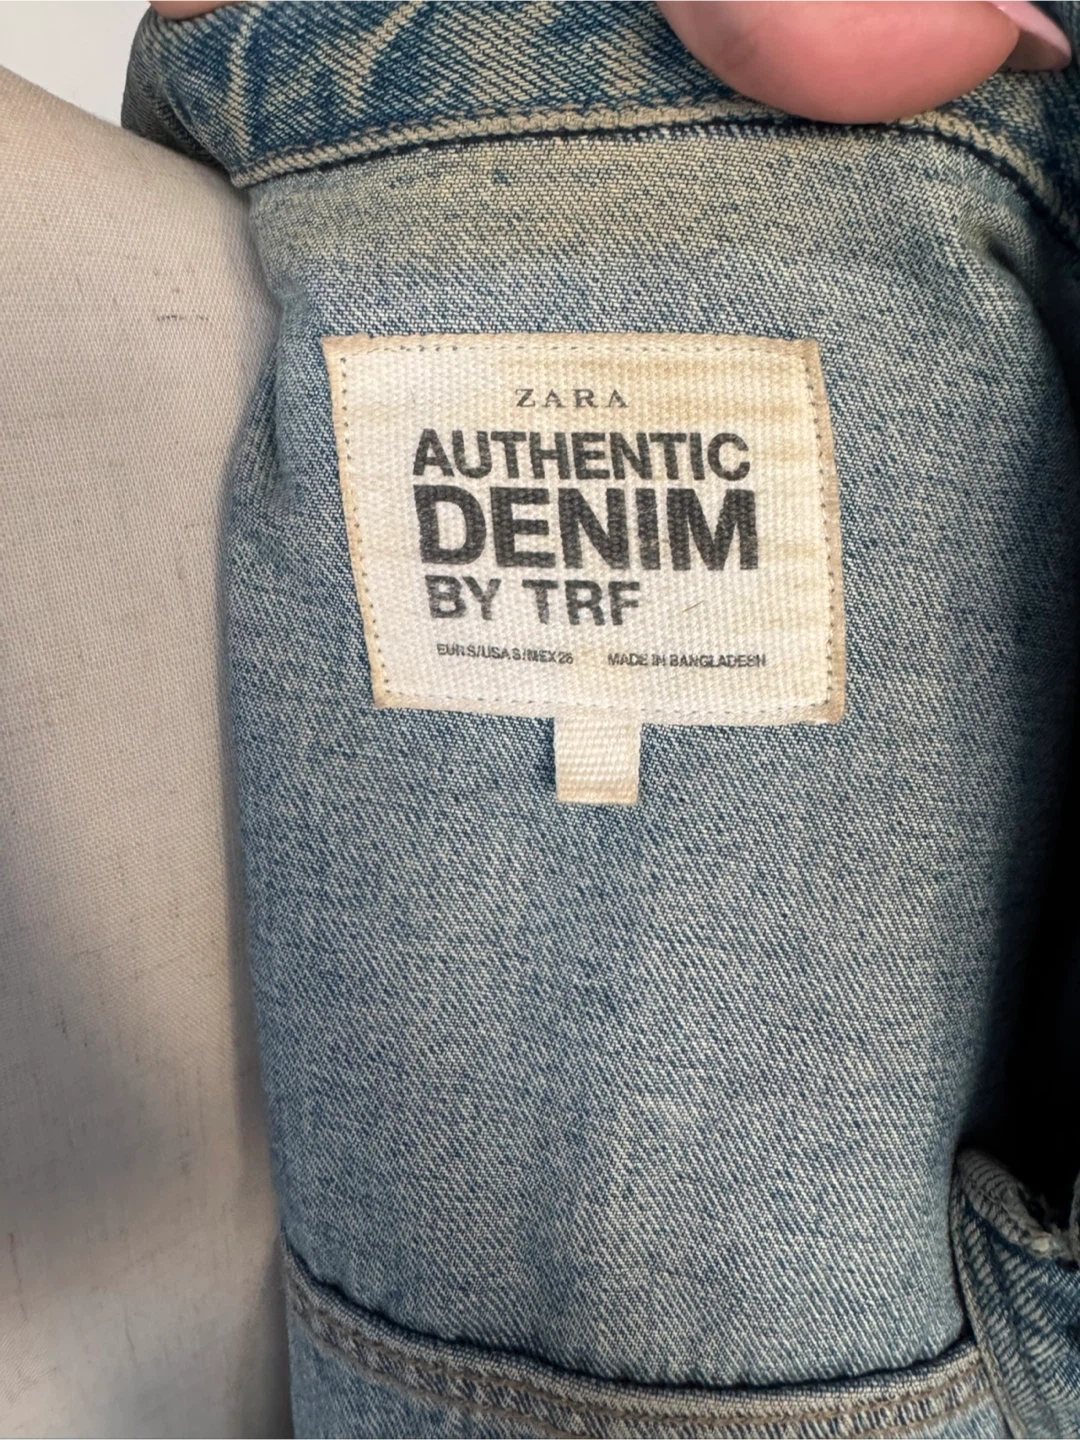 ZARA
AUTHENTIC
DENIM
BY TRF
EUR S/USA S/MEX 26 MADE IN BANGLADESH